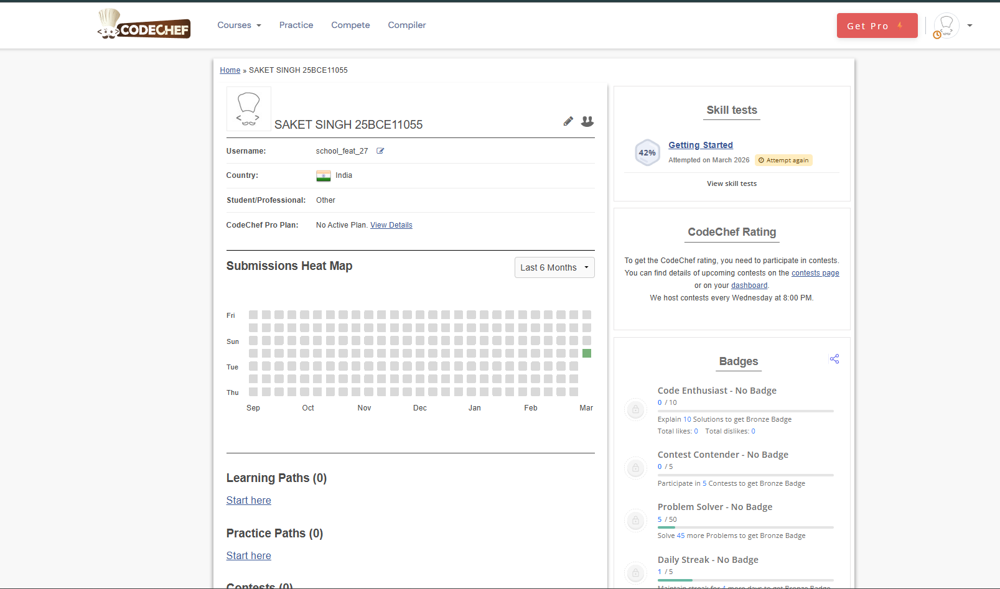 CODECHEF
Courses
Practice
Compete
Compiler
Get Pro
Home » SAKET SINGH 25BCE11055
SAKET SINGH 25BCE11055
Username: school_feat_27
Country: India
Student/Professional: Other
CodeChef Pro Plan: No Active Plan. View Details
Submissions Heat Map
Last 6 Months
Fri
Sun
Tue
Thu
Sep Oct Nov Dec Jan Feb Mar
Learning Paths (0)
Start here
Practice Paths (0)
Start here
Contests (0)
Skill tests
42%
Getting Started
Attempted on March 2026 Attempt again
View skill tests
CodeChef Rating
To get the CodeChef rating, you need to participate in contests.
You can find details of upcoming contests on the contests page
or on your dashboard.
We host contests every Wednesday at 8:00 PM.
Badges
Code Enthusiast - No Badge
0 / 10
Explain 10 Solutions to get Bronze Badge
Total likes: 0 Total dislikes: 0
Contest Contender - No Badge
0 / 5
Participate in 5 Contests to get Bronze Badge
Problem Solver - No Badge
5 / 50
Solve 45 more Problems to get Bronze Badge
Daily Streak - No Badge
1 / 5
Maintain streak for 4 more days to get Bronze Badge